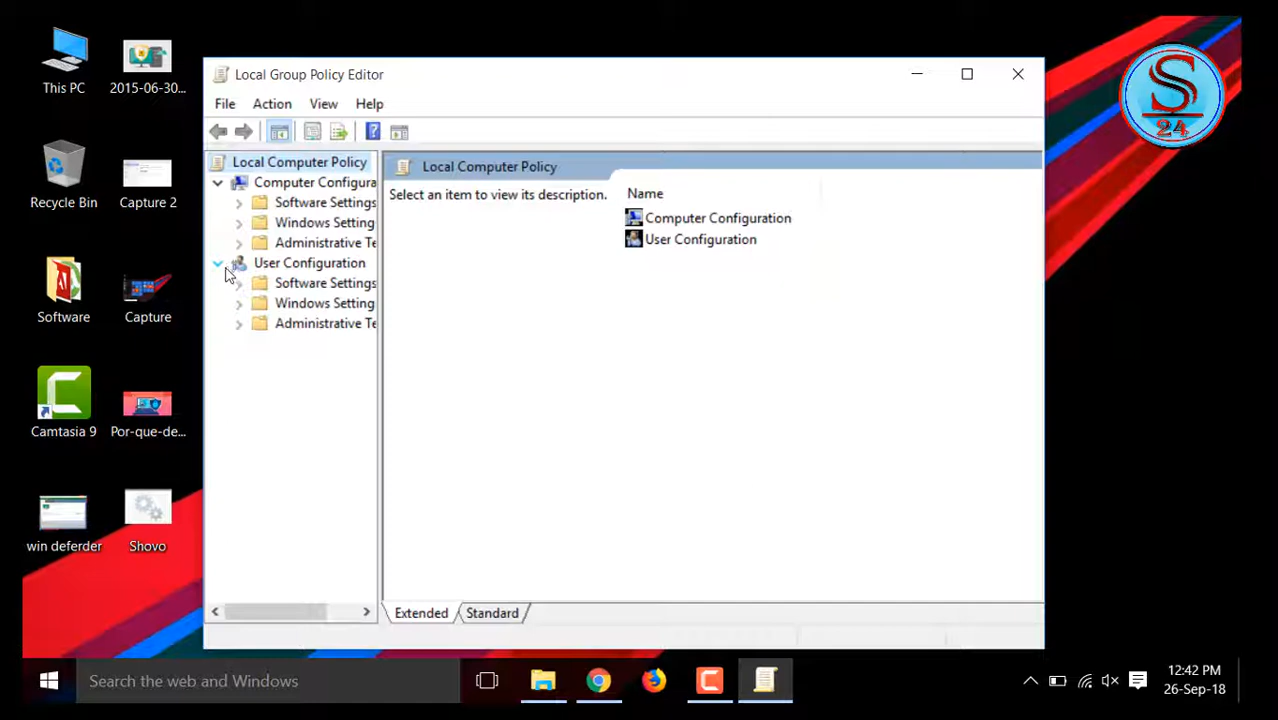 This PC
2015-06-30...
Recycle Bin
Capture 2
Software
Capture
Camtasia 9
Por-que-de...
win deferder
Shovo
Local Group Policy Editor
File Action View Help
Local Computer Policy
Computer Configura
Software Settings
Windows Setting
Administrative Te
User Configuration
Software Settings
Windows Setting
Administrative Te
Local Computer Policy
Select an item to view its description.
Name
Computer Configuration
User Configuration
Extended
Standard
S
24
Search the web and Windows
12:42 PM
26-Sep-18